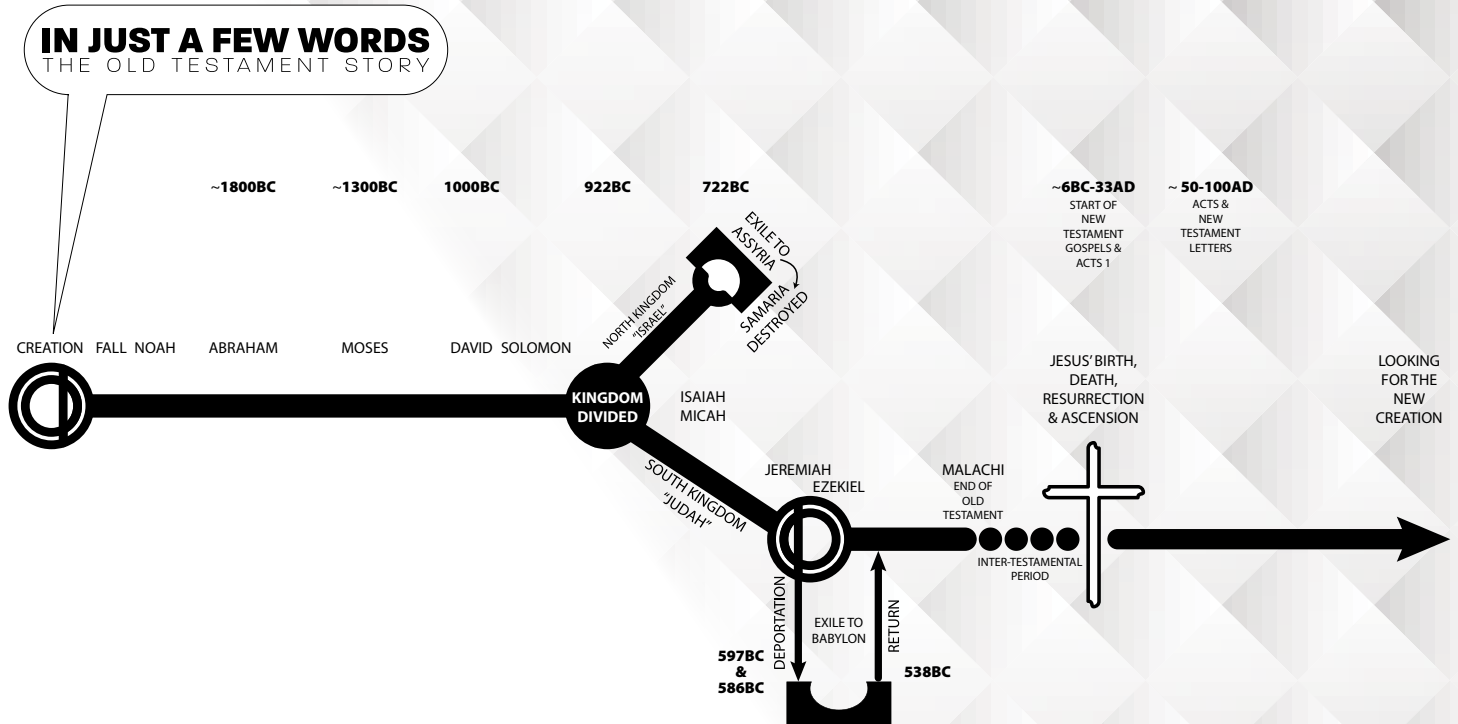 IN JUST A FEW WORDS
THE OLD TESTAMENT STORY
~1800BC
~1300BC
1000BC
922BC
722BC
~6BC-33AD
START OF
NEW
TESTAMENT
GOSPELS &
ACTS 1
~ 50-100AD
ACTS &
NEW
TESTAMENT
LETTERS
EXILE TO
ASSYRIA
SAMARIA
DESTROYED
NORTH KINGDOM
"ISRAEL"
CREATION
FALL
NOAH
ABRAHAM
MOSES
DAVID
SOLOMON
KINGDOM
DIVIDED
ISAIAH
MICAH
SOUTH KINGDOM
"JUDAH"
JEREMIAH
EZEKIEL
MALACHI
END OF
OLD
TESTAMENT
INTER-TESTAMENTAL
PERIOD
JESUS' BIRTH,
DEATH,
RESURRECTION
& ASCENSION
LOOKING
FOR THE
NEW
CREATION
DEPORTATION
EXILE TO
BABYLON
RETURN
597BC
&
586BC
538BC